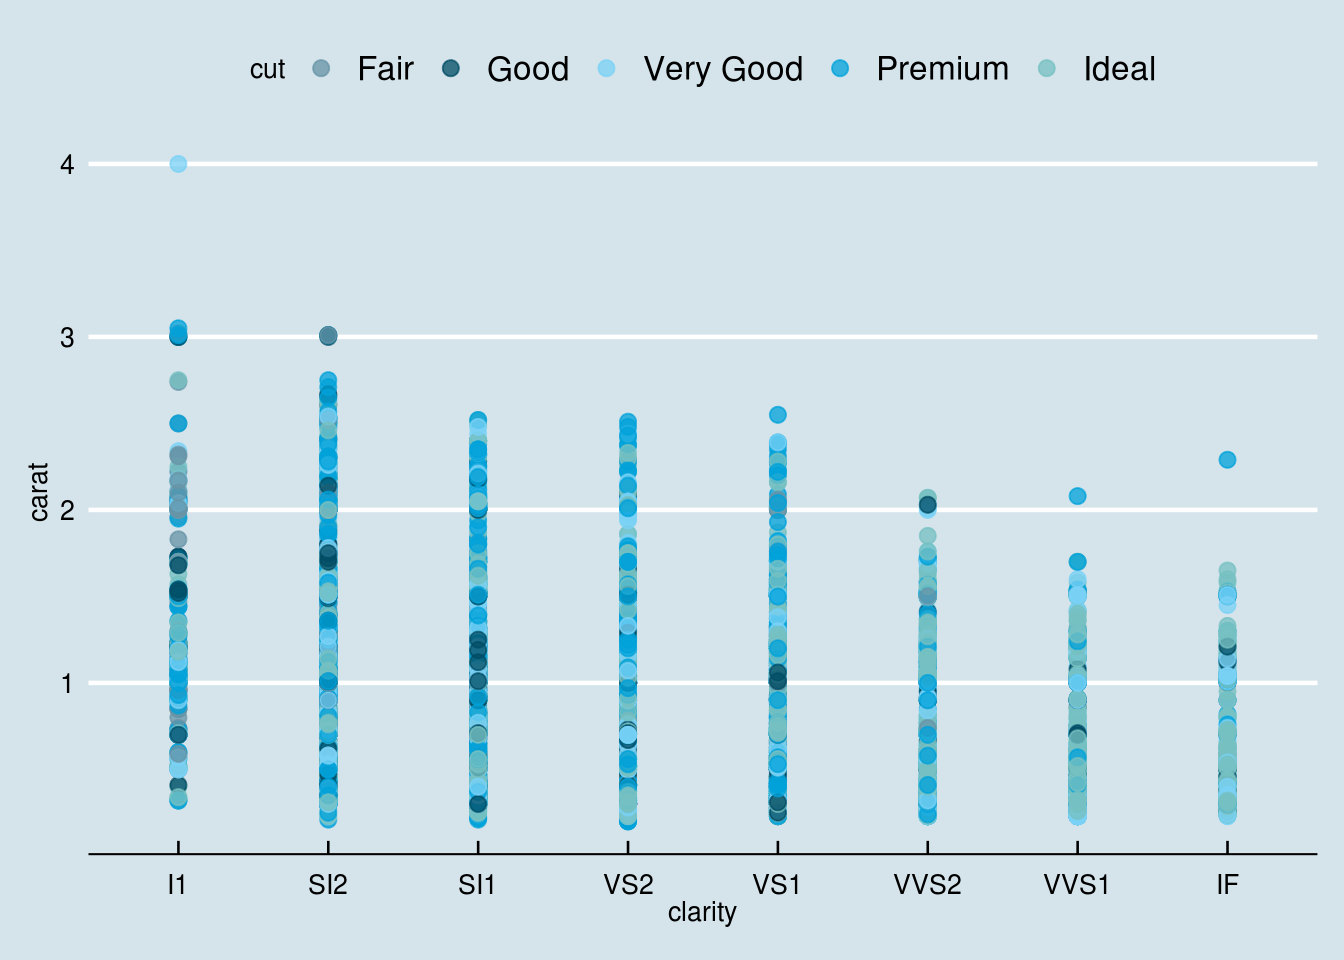 cut Fair Good Very Good Premium Ideal
4
3
2
1
carat
I1 SI2 SI1 VS2 VS1 VVS2 VVS1 IF
clarity